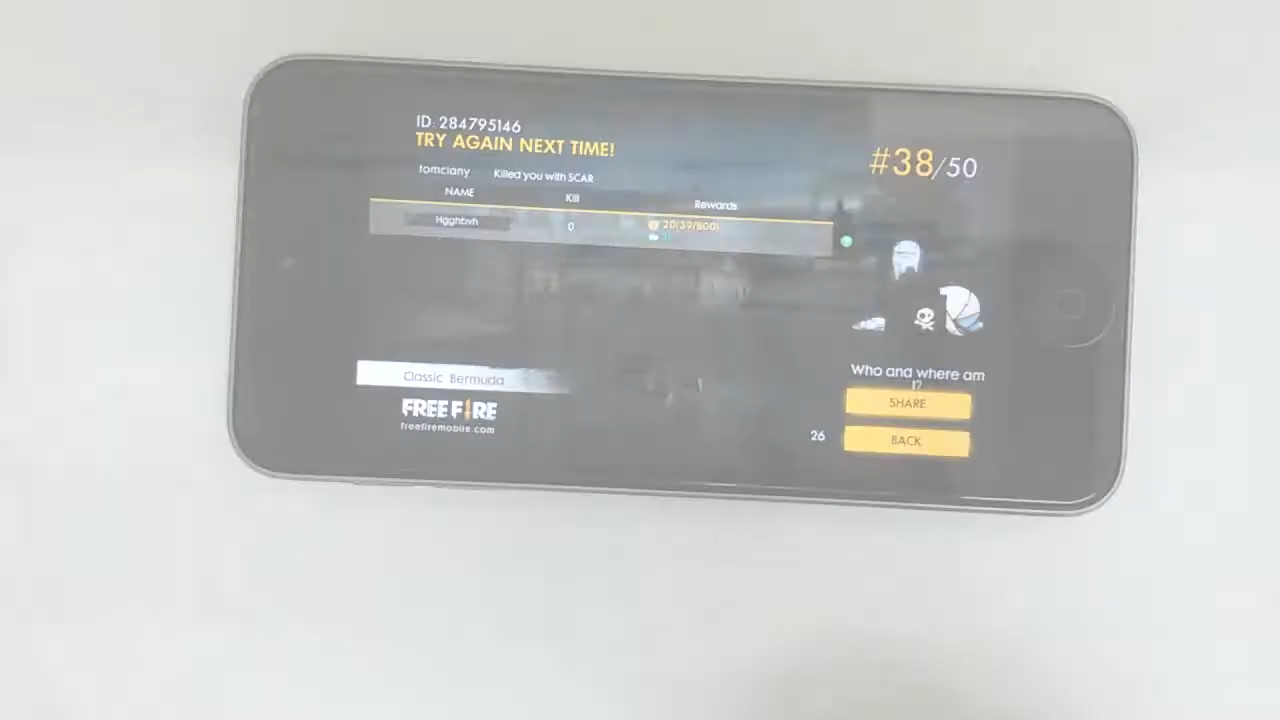 ID: 284795146
TRY AGAIN NEXT TIME!
#38/50
tomclany Killed you with SCAR
NAME Kill Rewards
Hgghbvh 0 20(39/800)
Classic Bermuda
FREE FIRE
freefiremobile.com
Who and where am
I?
SHARE
26
BACK